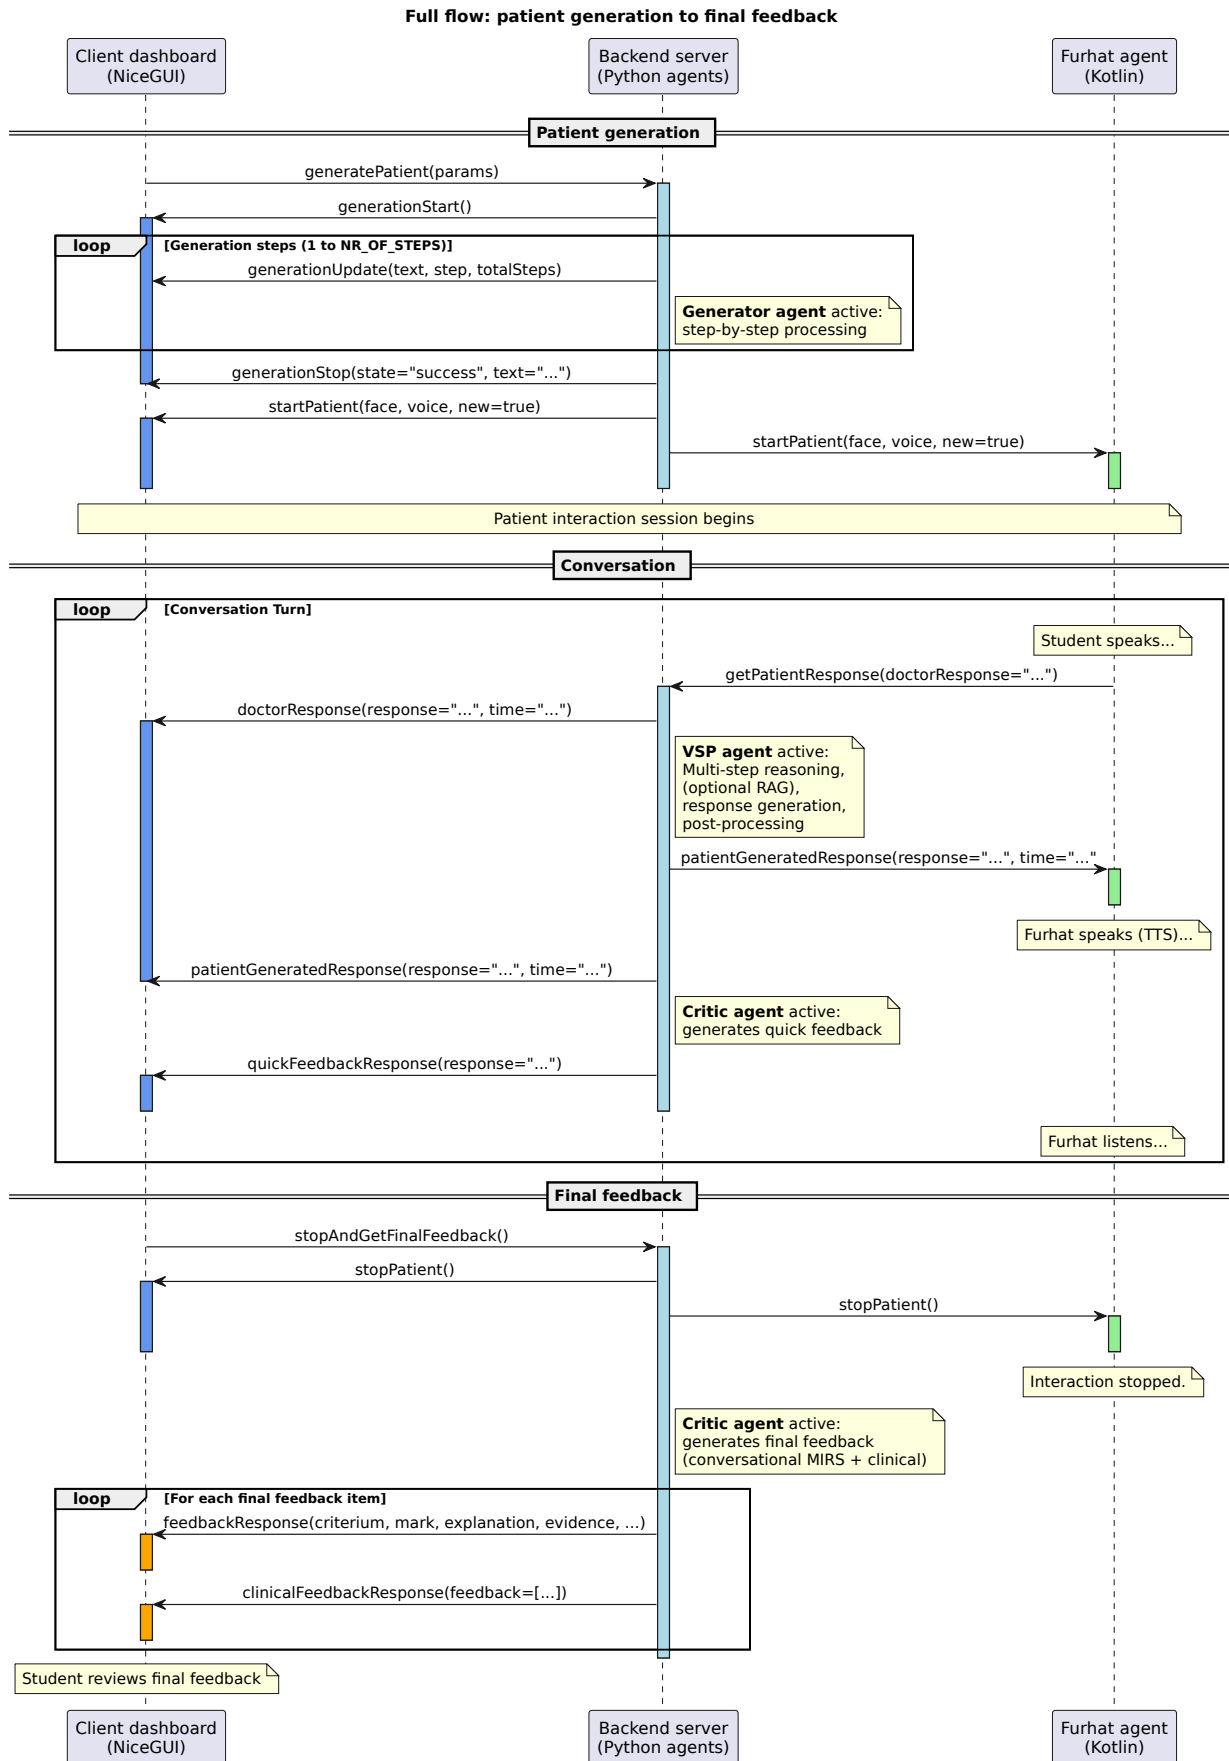 Full flow: patient generation to final feedback
Client dashboard
(NiceGUI)
Backend server
(Python agents)
Furhat agent
(Kotlin)
Patient generation
generatePatient(params)
generationStart()
loop
[Generation steps (1 to NR_OF_STEPS)]
generationUpdate(text, step, totalSteps)
Generator agent active:
step-by-step processing
generationStop(state="success", text="...")
startPatient(face, voice, new=true)
startPatient(face, voice, new=true)
Patient interaction session begins
Conversation
loop
[Conversation Turn]
Student speaks...
getPatientResponse(doctorResponse="...")
doctorResponse(response="...", time="...")
VSP agent active:
Multi-step reasoning,
(optional RAG),
response generation,
post-processing
patientGeneratedResponse(response="...", time="..."
Furhat speaks (TTS)...
patientGeneratedResponse(response="...", time="...")
Critic agent active:
generates quick feedback
quickFeedbackResponse(response="...")
Furhat listens...
Final feedback
stopAndGetFinalFeedback()
stopPatient()
stopPatient()
Interaction stopped.
Critic agent active:
generates final feedback
(conversational MIRS + clinical)
loop
[For each final feedback item]
feedbackResponse(criterium, mark, explanation, evidence, ...)
clinicalFeedbackResponse(feedback=[...])
Student reviews final feedback
Client dashboard
(NiceGUI)
Backend server
(Python agents)
Furhat agent
(Kotlin)